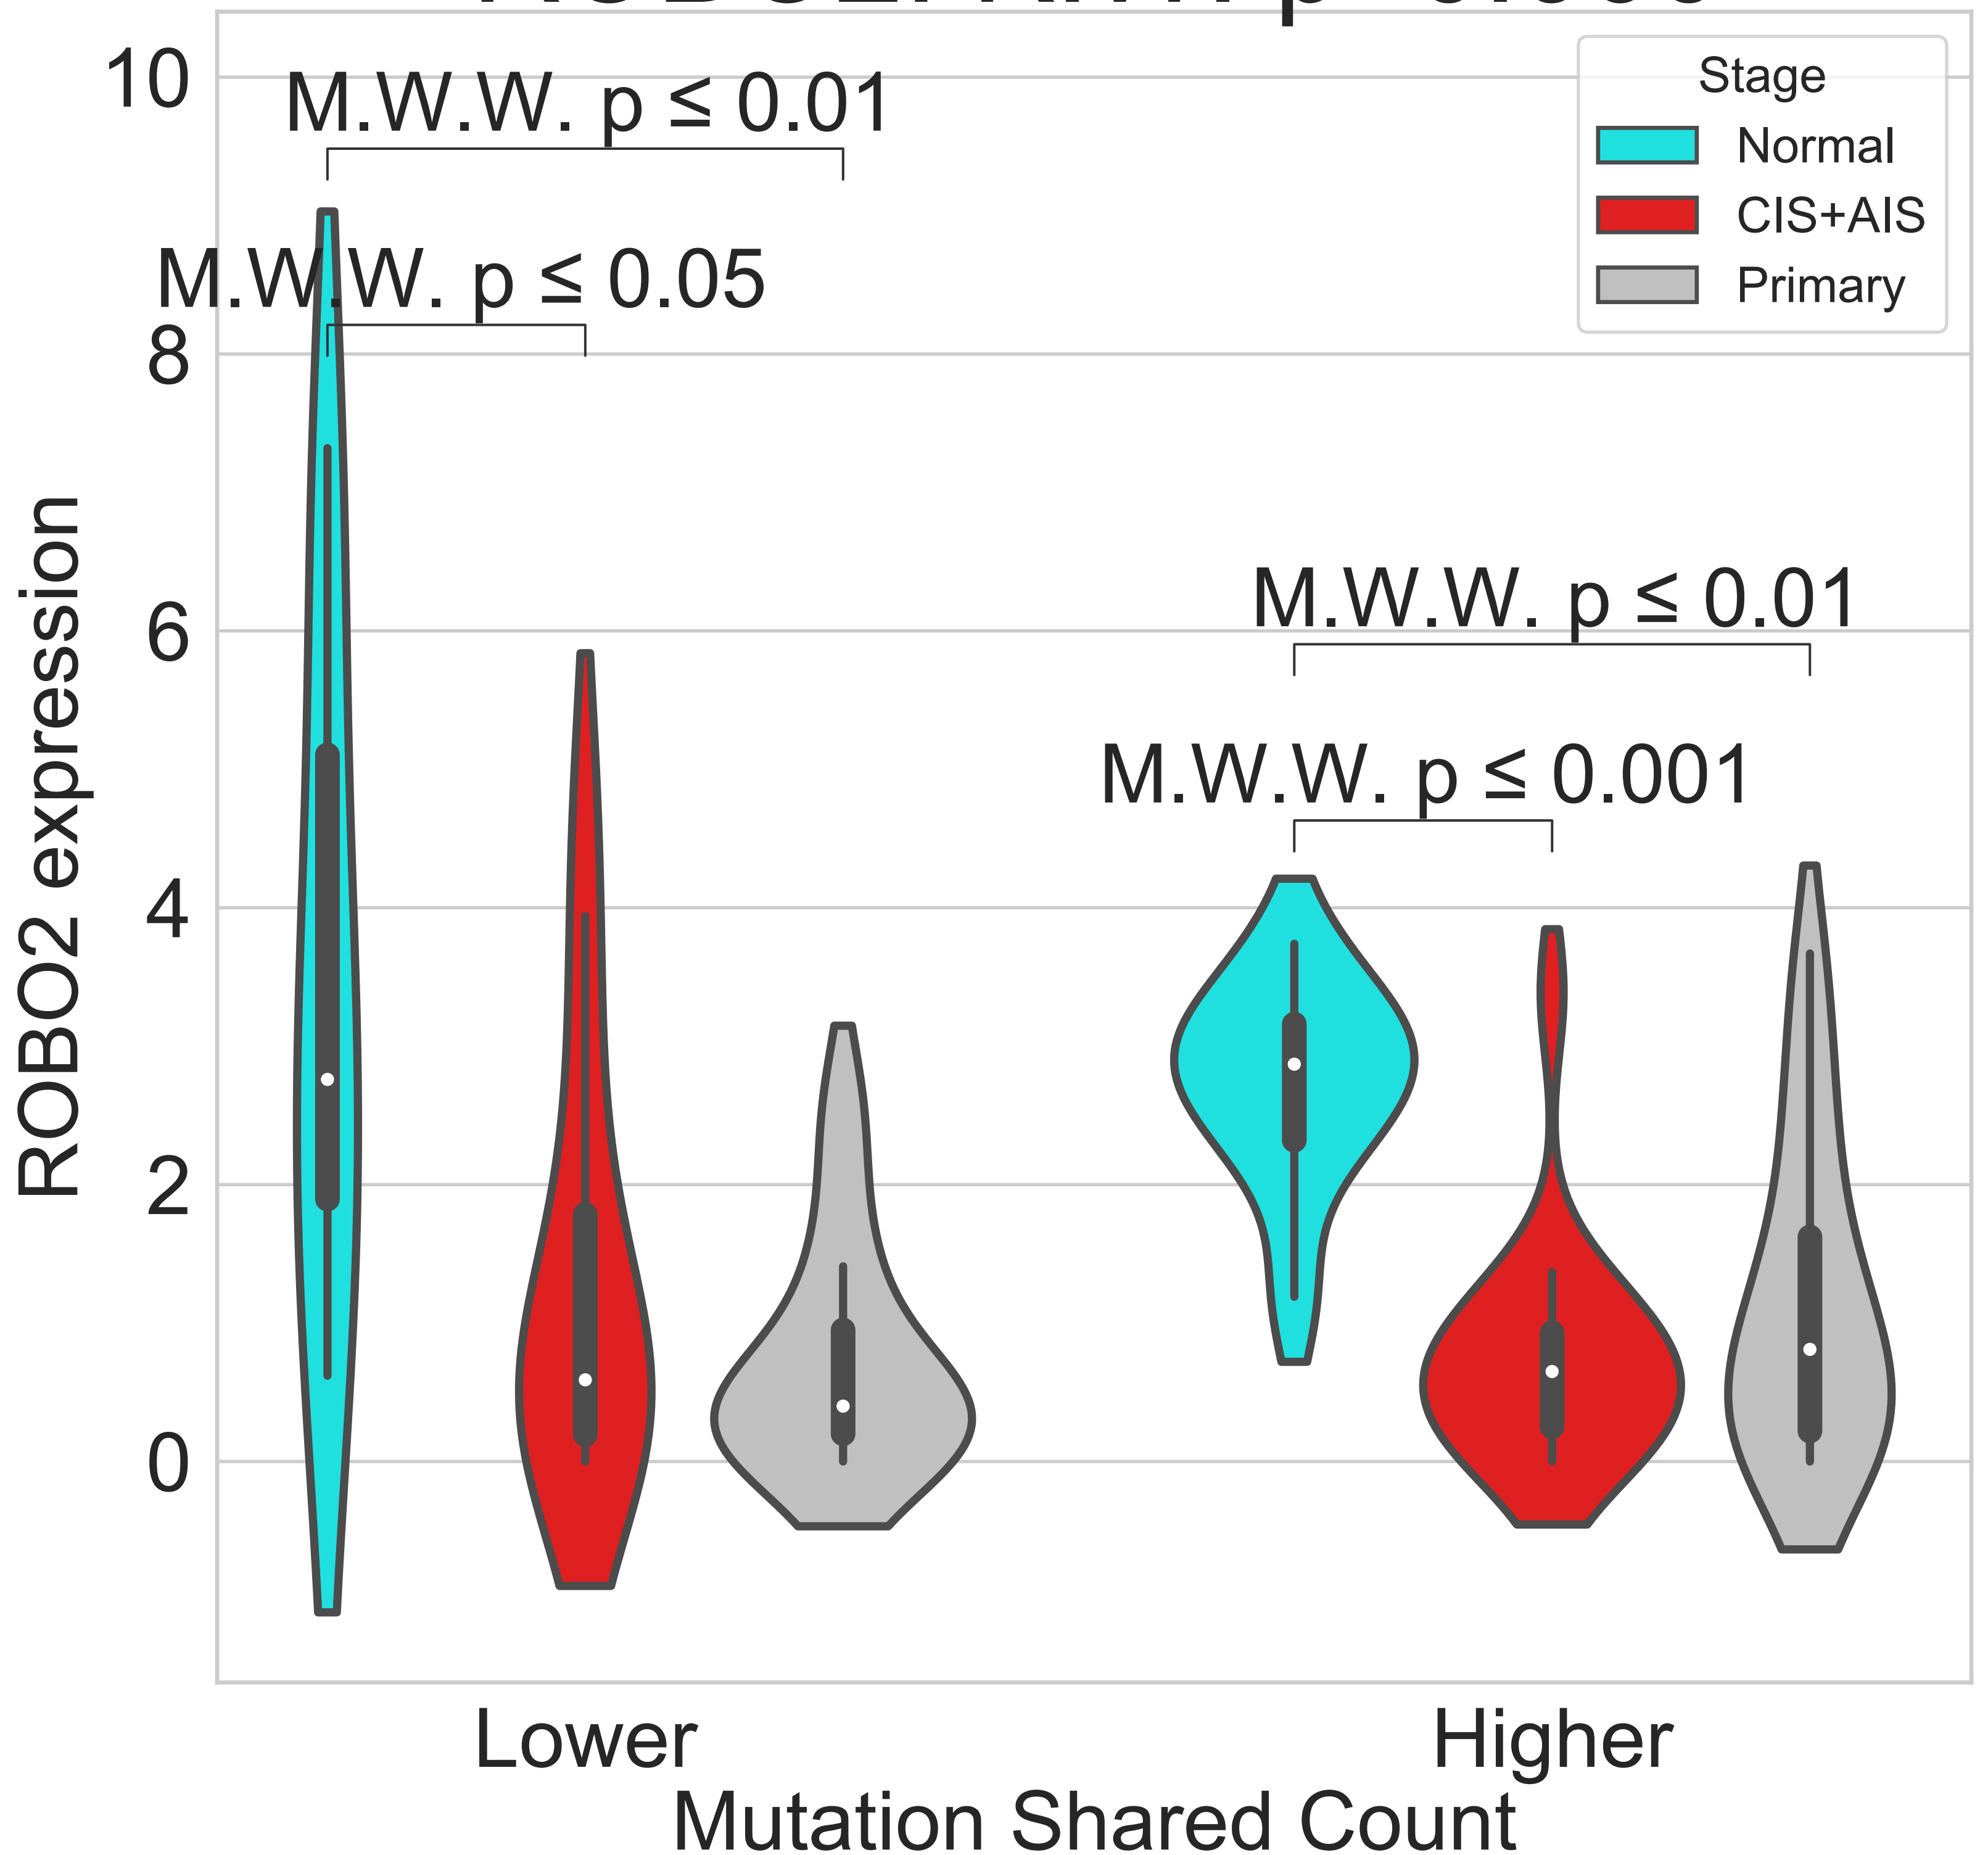 10
8
6
4
2
0
ROBO2 expression
M.W.W. p ≤ 0.01
M.W.W. p ≤ 0.05
M.W.W. p ≤ 0.01
M.W.W. p ≤ 0.001
Stage
Normal
CIS+AIS
Primary
Lower
Higher
Mutation Shared Count